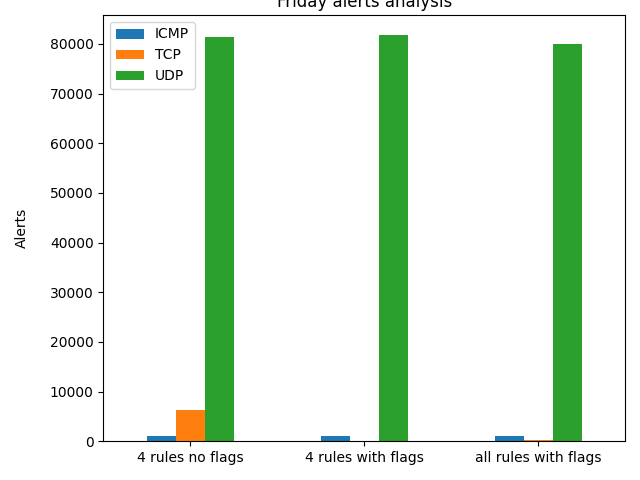 Friday alerts analysis
ICMP
TCP
UDP
Alerts
80000
70000
60000
50000
40000
30000
20000
10000
0
4 rules no flags
4 rules with flags
all rules with flags